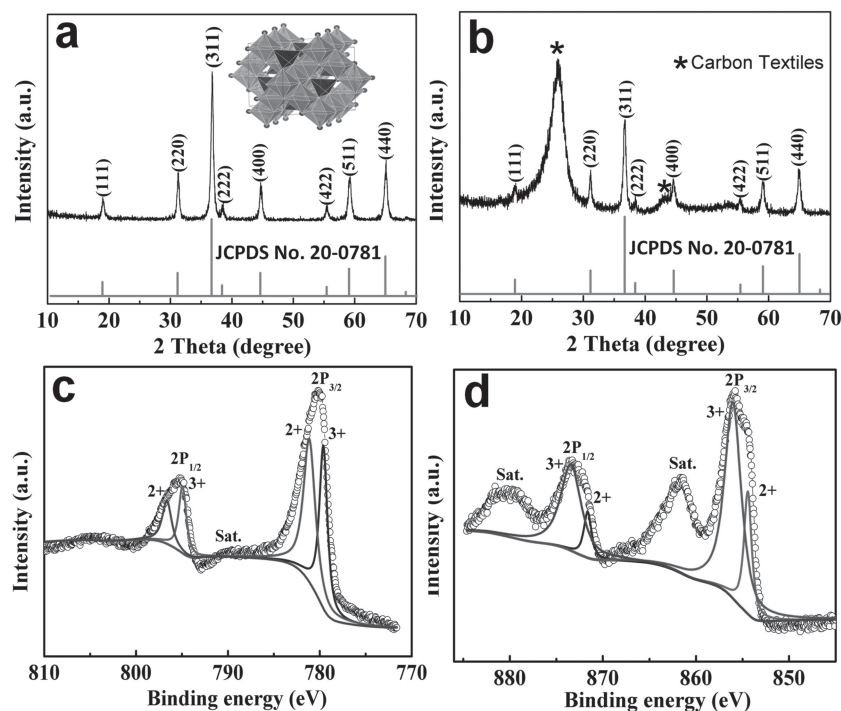 a
(111)
(220)
(311)
(222)
(400)
(422)
(511)
(440)
JCPDS No. 20-0781
Intensity (a.u.)
10 20 30 40 50 60 70
2 Theta (degree)
b
* Carbon Textiles
*
(111)
(220)
(311)
(222)
*
(400)
(422)
(511)
(440)
JCPDS No. 20-0781
Intensity (a.u.)
10 20 30 40 50 60 70
2 Theta (degree)
c
2P3/2
2+
3+
2P1/2
2+
3+
Sat.
Intensity (a.u.)
810 800 790 780 770
Binding energy (eV)
d
2P3/2
3+
2+
2P1/2
3+
2+
Sat.
Sat.
Intensity (a.u.)
880 870 860 850
Binding energy (eV)